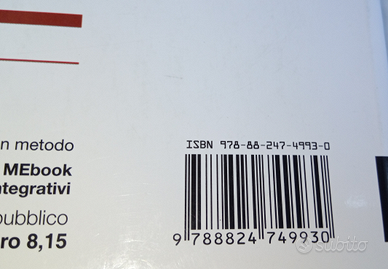 n metodo
MEbook
ntegrativi
pubblico
ro 8,15
ISBN 978-88-247-4993-0
9 788824 749930
subito